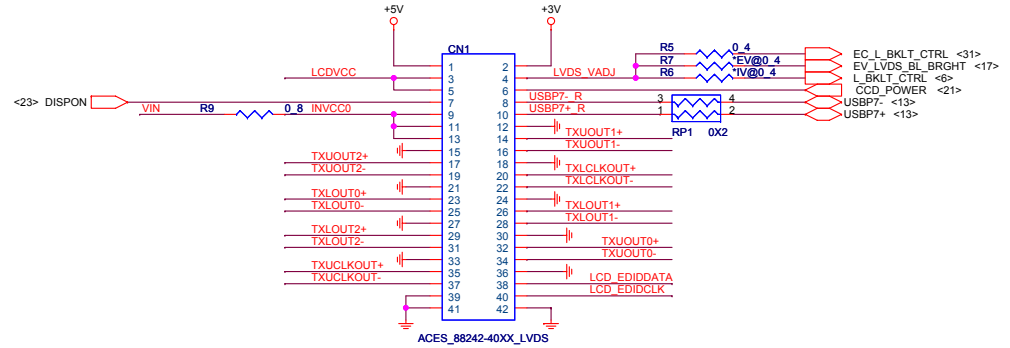 +5V +3V
CN1
R5 0_4 EC_L_BKLT_CTRL <31>
R7 *EV@0_4 EV_LVDS_BL_BRGHT <17>
R6 *IV@0_4 L_BKLT_CTRL <6>
1 2
LCDVCC 3 4 LVDS_VADJ
5 6 CCD_POWER <21>
<23> DISPON 7 8 USBP7-_R 3 4 USBP7- <13>
VIN R9 0_8 INVCC0 9 10 USBP7+_R 1 2 USBP7+ <13>
11 12
RP1 0X2
13 14 TXUOUT1+
15 16 TXUOUT1-
TXUOUT2+ 17 18
TXUOUT2- 19 20 TXLCLKOUT+
21 22 TXLCLKOUT-
TXLOUT0+ 23 24
TXLOUT0- 25 26 TXLOUT1+
27 28 TXLOUT1-
TXLOUT2+ 29 30
TXLOUT2- 31 32 TXUOUT0+
33 34 TXUOUT0-
TXUCLKOUT+ 35 36
TXUCLKOUT- 37 38 LCD_EDIDDATA
39 40 LCD_EDIDCLK
41 42
ACES_88242-40XX_LVDS